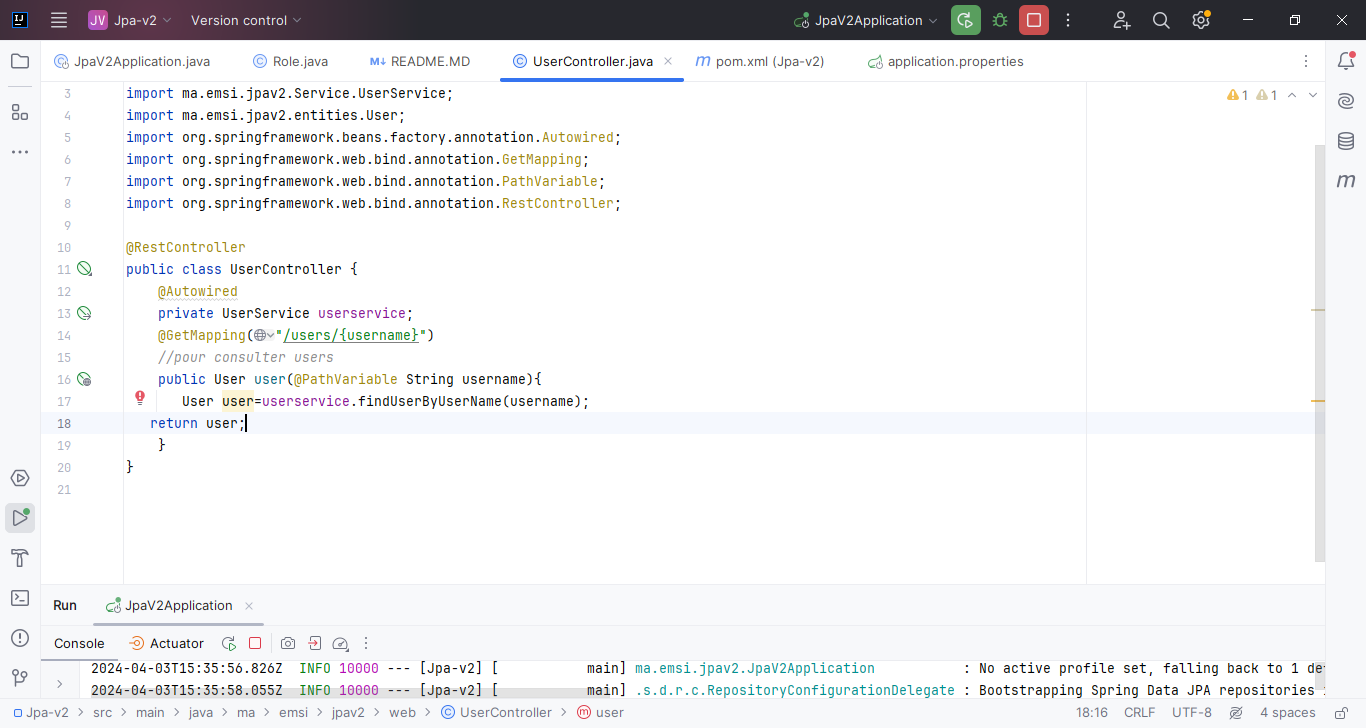 JV Jpa-v2 Version control JpaV2Application
JpaV2Application.java Role.java README.MD UserController.java pom.xml (Jpa-v2) application.properties
3 import ma.emsi.jpav2.Service.UserService; 1 1
4 import ma.emsi.jpav2.entities.User;
5 import org.springframework.beans.factory.annotation.Autowired;
6 import org.springframework.web.bind.annotation.GetMapping;
7 import org.springframework.web.bind.annotation.PathVariable;
8 import org.springframework.web.bind.annotation.RestController;
9
10 @RestController
11 public class UserController {
12 @Autowired
13 private UserService userservice;
14 @GetMapping("/users/{username}")
15 //pour consulter users
16 public User user(@PathVariable String username){
17 User user=userservice.findUserByUserName(username);
18 return user;
19 }
20 }
21
Run JpaV2Application
Console Actuator
2024-04-03T15:35:56.826Z INFO 10000 --- [Jpa-v2] [ main] ma.emsi.jpav2.JpaV2Application : No active profile set, falling back to 1
2024-04-03T15:35:58.055Z INFO 10000 --- [Jpa-v2] [ main] .s.d.r.c.RepositoryConfigurationDelegate : Bootstrapping Spring Data JPA repositories
Jpa-v2 > src > main > java > ma > emsi > jpav2 > web > UserController > user 18:16 CRLF UTF-8 4 spaces